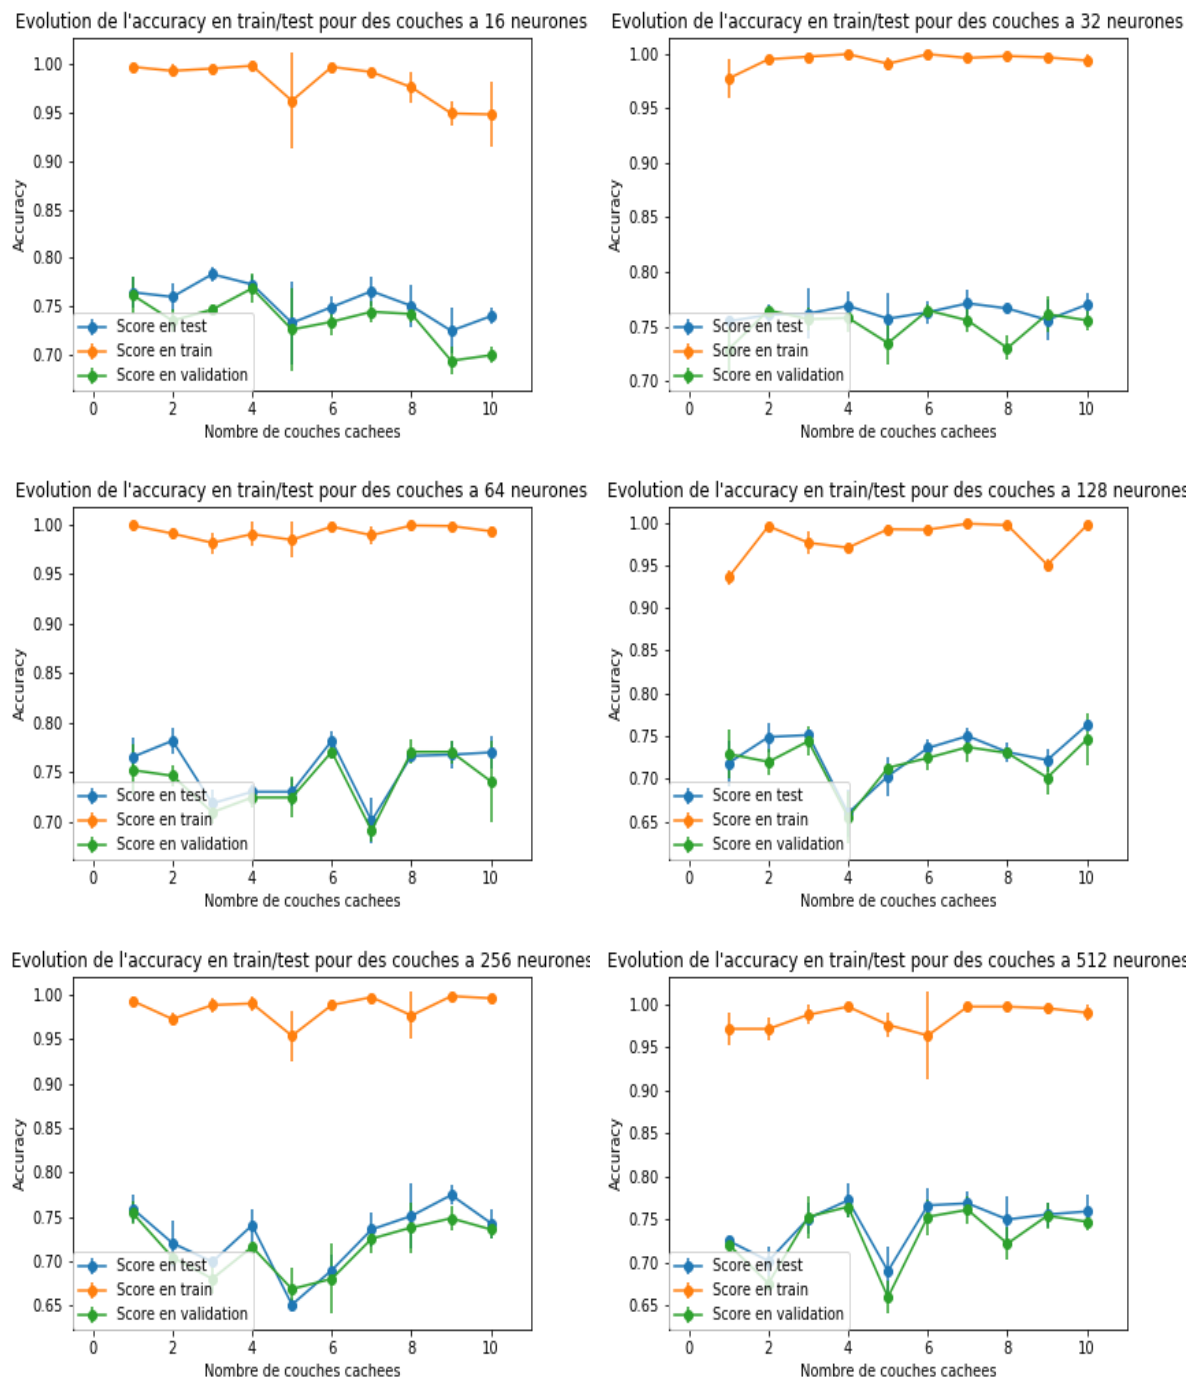 Evolution de l'accuracy en train/test pour des couches a 16 neurones
1.00
0.95
0.90
0.85
0.80
0.75
0.70
Accuracy
Score en test
Score en train
Score en validation
0 2 4 6 8 10
Nombre de couches cachees
Evolution de l'accuracy en train/test pour des couches a 32 neurones
1.00
0.95
0.90
0.85
0.80
0.75
0.70
Accuracy
Score en test
Score en train
Score en validation
0 2 4 6 8 10
Nombre de couches cachees
Evolution de l'accuracy en train/test pour des couches a 64 neurones
1.00
0.95
0.90
0.85
0.80
0.75
0.70
Accuracy
Score en test
Score en train
Score en validation
0 2 4 6 8 10
Nombre de couches cachees
Evolution de l'accuracy en train/test pour des couches a 128 neurones
1.00
0.95
0.90
0.85
0.80
0.75
0.70
0.65
Accuracy
Score en test
Score en train
Score en validation
0 2 4 6 8 10
Nombre de couches cachees
Evolution de l'accuracy en train/test pour des couches a 256 neurones
1.00
0.95
0.90
0.85
0.80
0.75
0.70
0.65
Accuracy
Score en test
Score en train
Score en validation
0 2 4 6 8 10
Nombre de couches cachees
Evolution de l'accuracy en train/test pour des couches a 512 neurones
1.00
0.95
0.90
0.85
0.80
0.75
0.70
0.65
Accuracy
Score en test
Score en train
Score en validation
0 2 4 6 8 10
Nombre de couches cachees